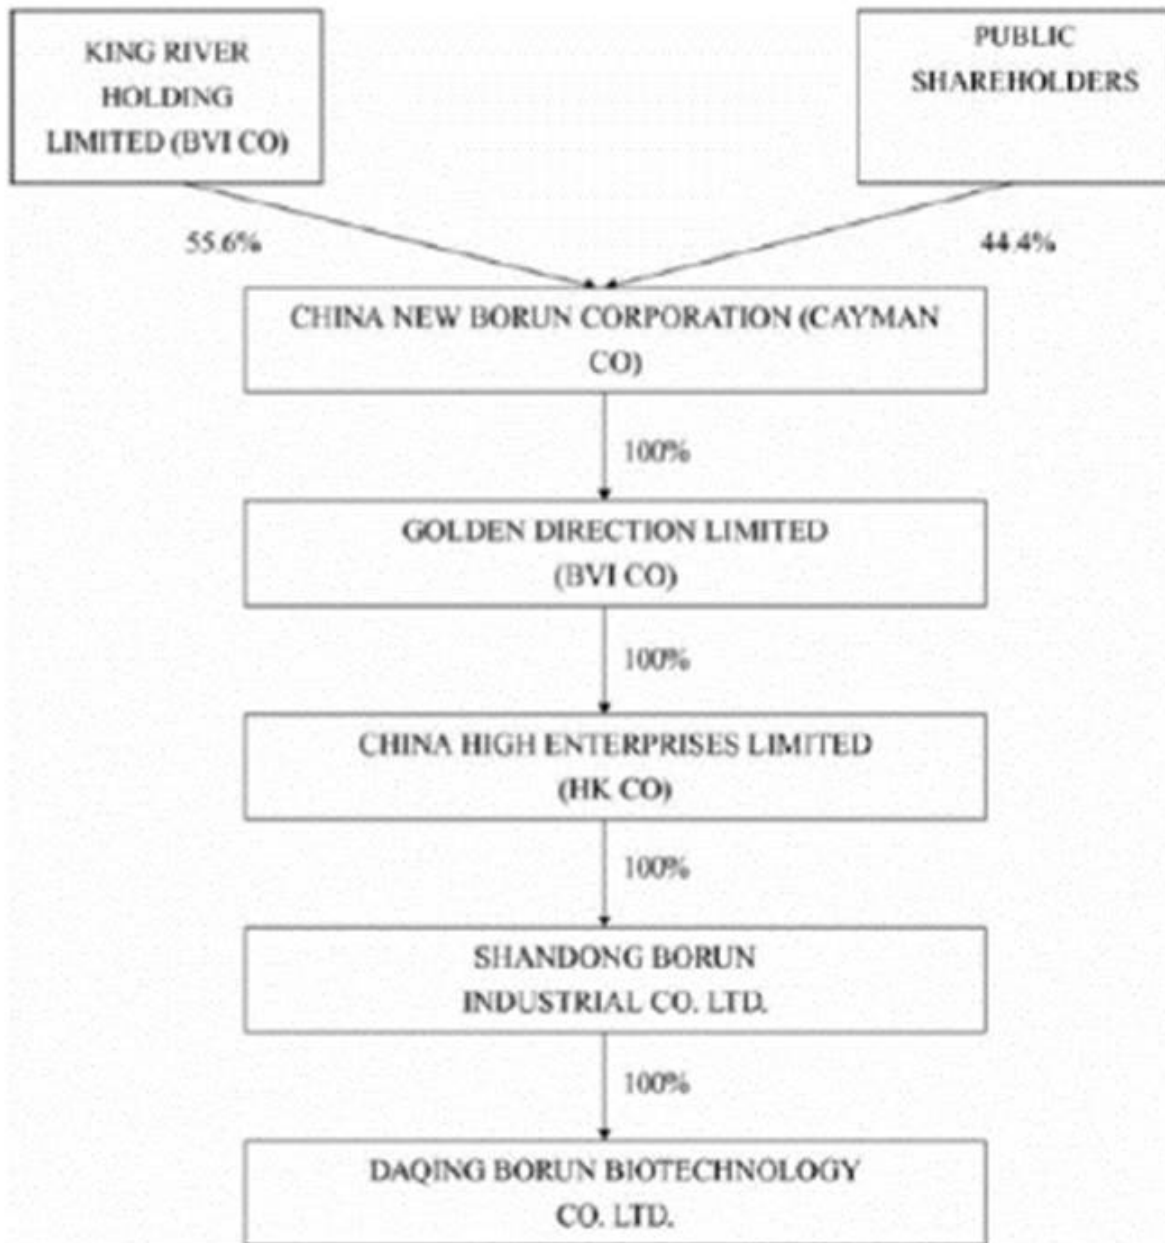 KING RIVER
HOLDING
LIMITED (BVI CO)
PUBLIC
SHAREHOLDERS
55.6%
44.4%
CHINA NEW BORUN CORPORATION (CAYMAN
CO)
100%
GOLDEN DIRECTION LIMITED
(BVI CO)
100%
CHINA HIGH ENTERPRISES LIMITED
(HK CO)
100%
SHANDONG BORUN
INDUSTRIAL CO. LTD.
100%
DAQING BORUN BIOTECHNOLOGY
CO. LTD.